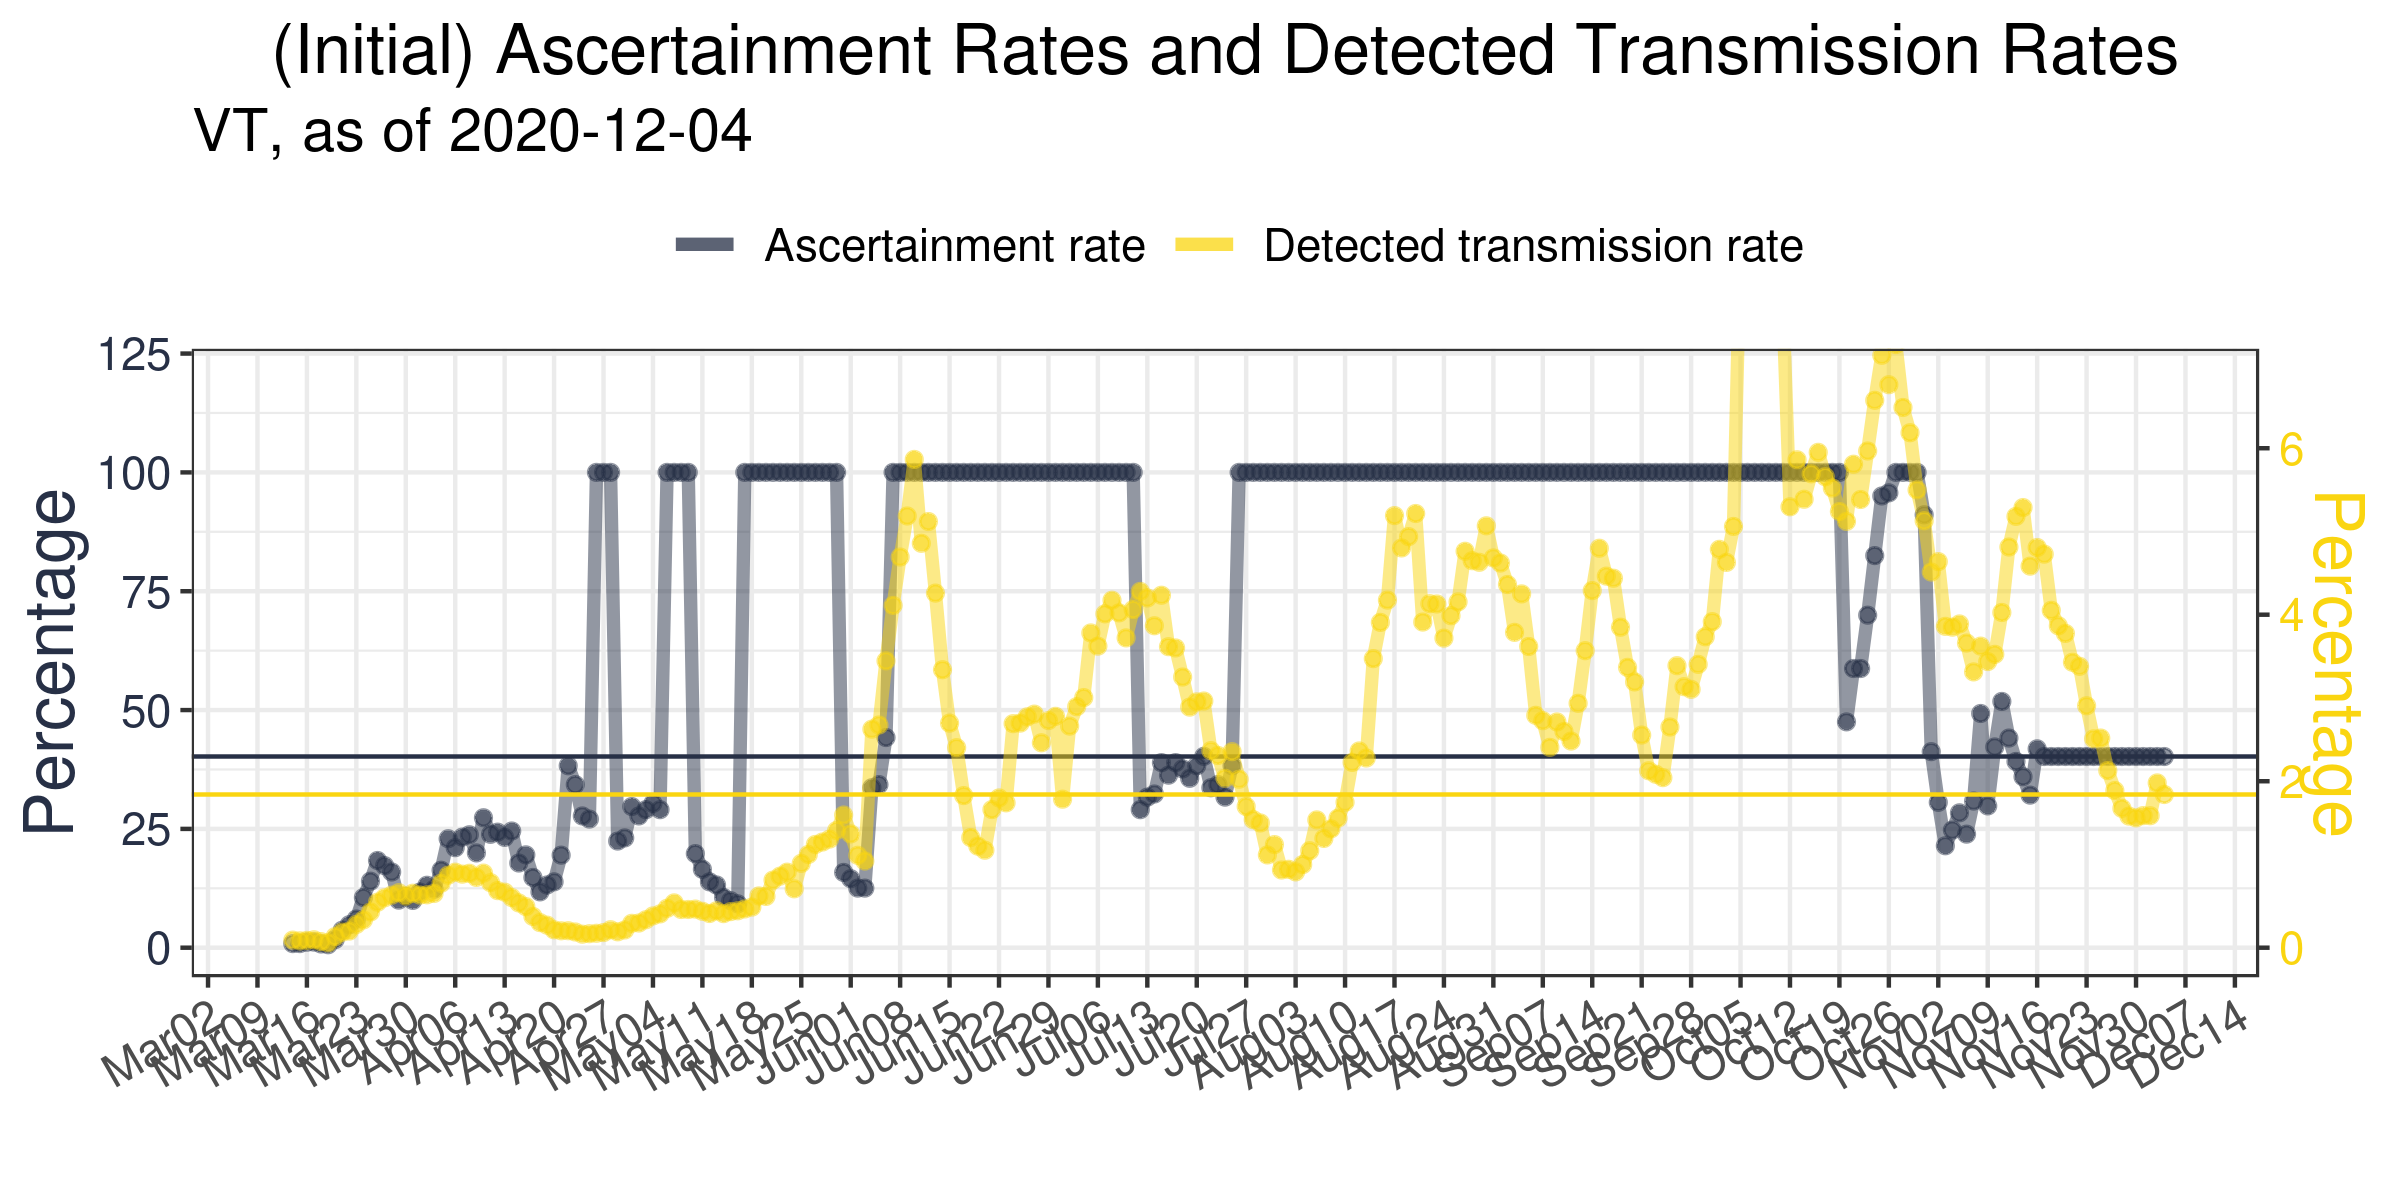 (Initial) Ascertainment Rates and Detected Transmission Rates
VT, as of 2020-12-04
Ascertainment rate
Detected transmission rate
Percentage
125
100
75
50
25
0
6
4
2
0
Percentage
Mar02
Mar09
Mar16
Mar23
Mar30
Apr06
Apr13
Apr20
Apr27
May04
May11
May18
May25
Jun01
Jun08
Jun15
Jun22
Jun29
Jul06
Jul13
Jul20
Jul27
Aug03
Aug10
Aug17
Aug24
Aug31
Sep07
Sep14
Sep21
Sep28
Oct05
Oct12
Oct19
Oct26
Nov02
Nov09
Nov16
Nov23
Nov30
Dec07
Dec14